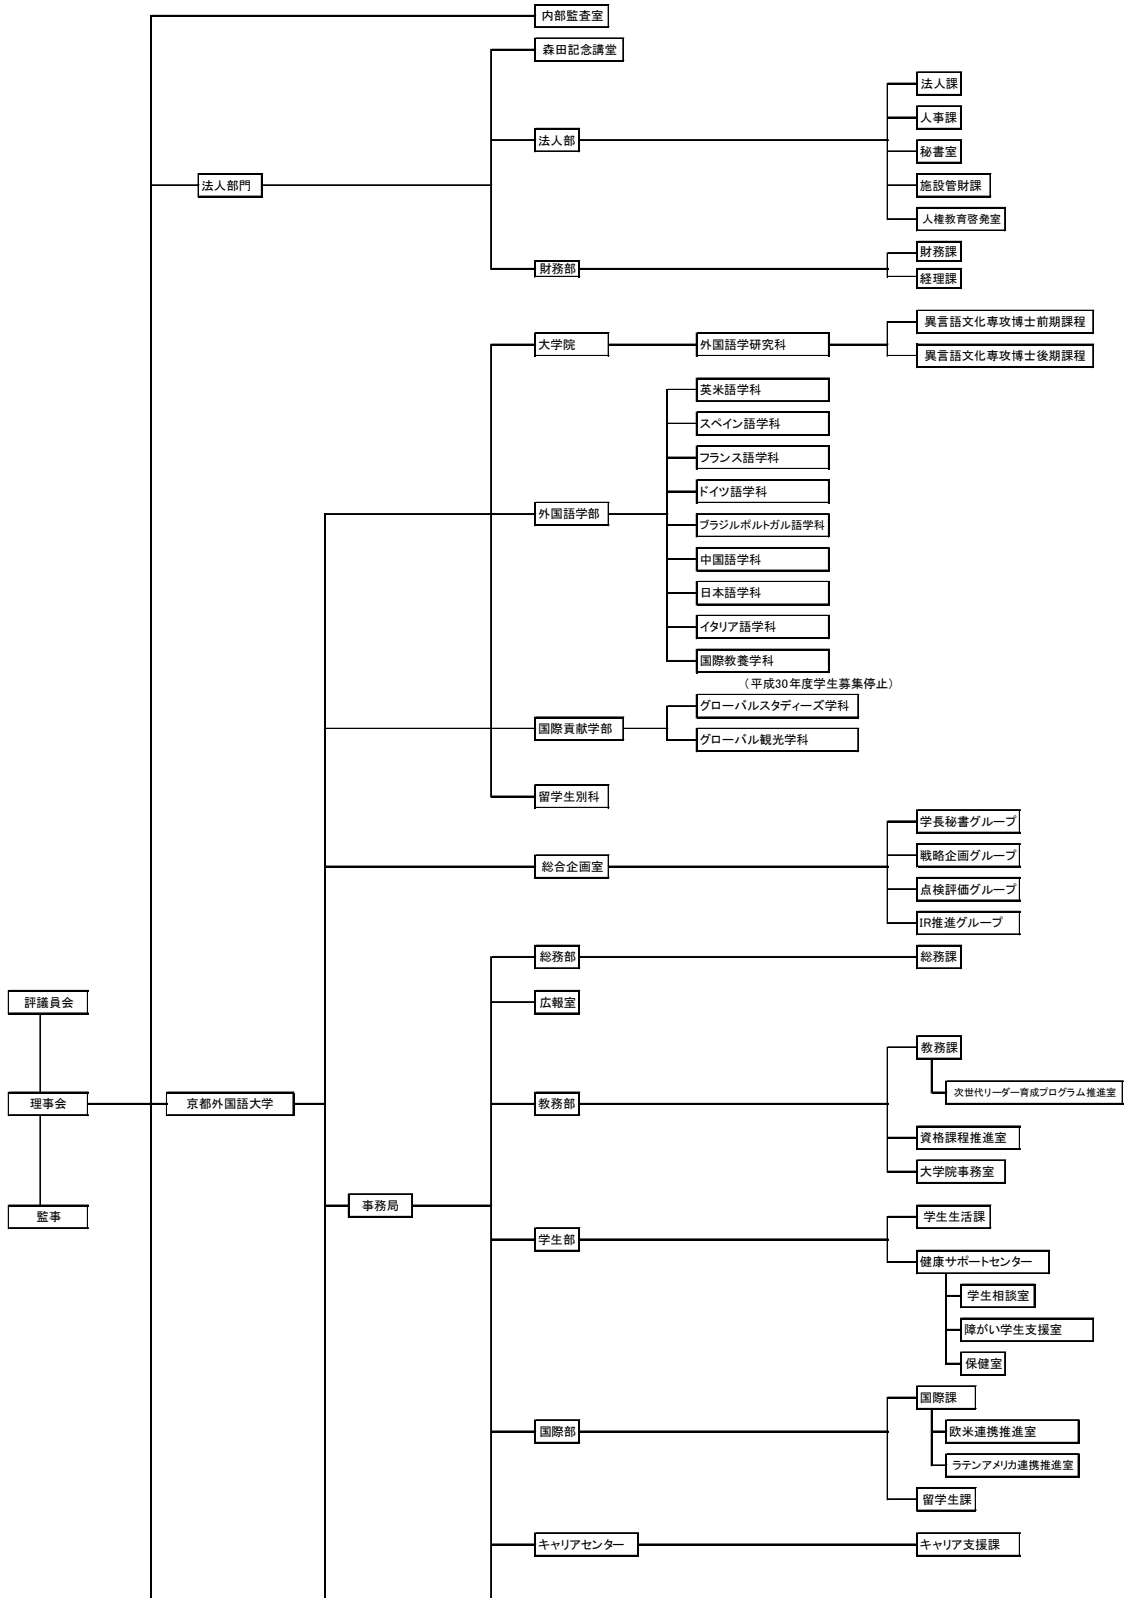 内部監査室
森田記念講堂
法人課
人事課
法人部
秘書室
法人部門
施設管財課
人権教育啓発室
財務課
財務部
経理課
異言語文化専攻博士前期課程
大学院
外国語学研究科
異言語文化専攻博士後期課程
英米語学科
スペイン語学科
フランス語学科
ドイツ語学科
外国語学部
ブラジルポルトガル語学科
中国語学科
日本語学科
イタリア語学科
国際教養学科
（平成30年度学生募集停止）
グローバルスタディーズ学科
国際貢献学部
グローバル観光学科
留学生別科
学長秘書グループ
戦略企画グループ
総合企画室
点検評価グループ
IR推進グループ
総務部
総務課
評議員会
広報室
教務課
次世代リーダー育成プログラム推進室
理事会
京都外国語大学
教務部
資格課程推進室
大学院事務室
事務局
監事
学生生活課
学生部
健康サポートセンター
学生相談室
障がい学生支援室
保健室
国際課
国際部
欧米連携推進室
ラテンアメリカ連携推進室
留学生課
キャリアセンター
キャリア支援課